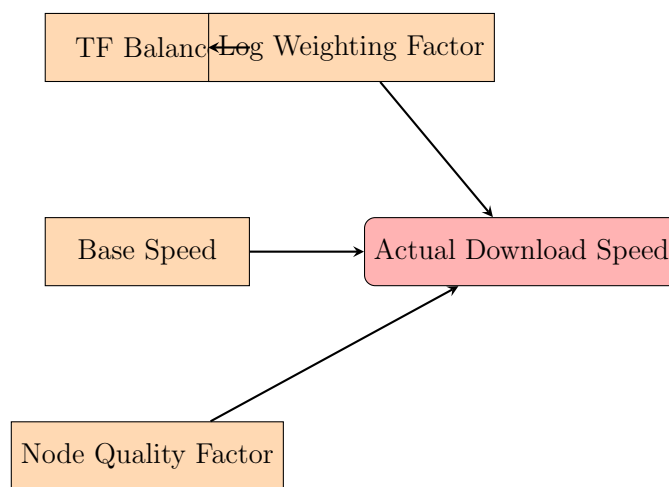 TF Balanc
Log Weighting Factor
Base Speed
Actual Download Speed
Node Quality Factor